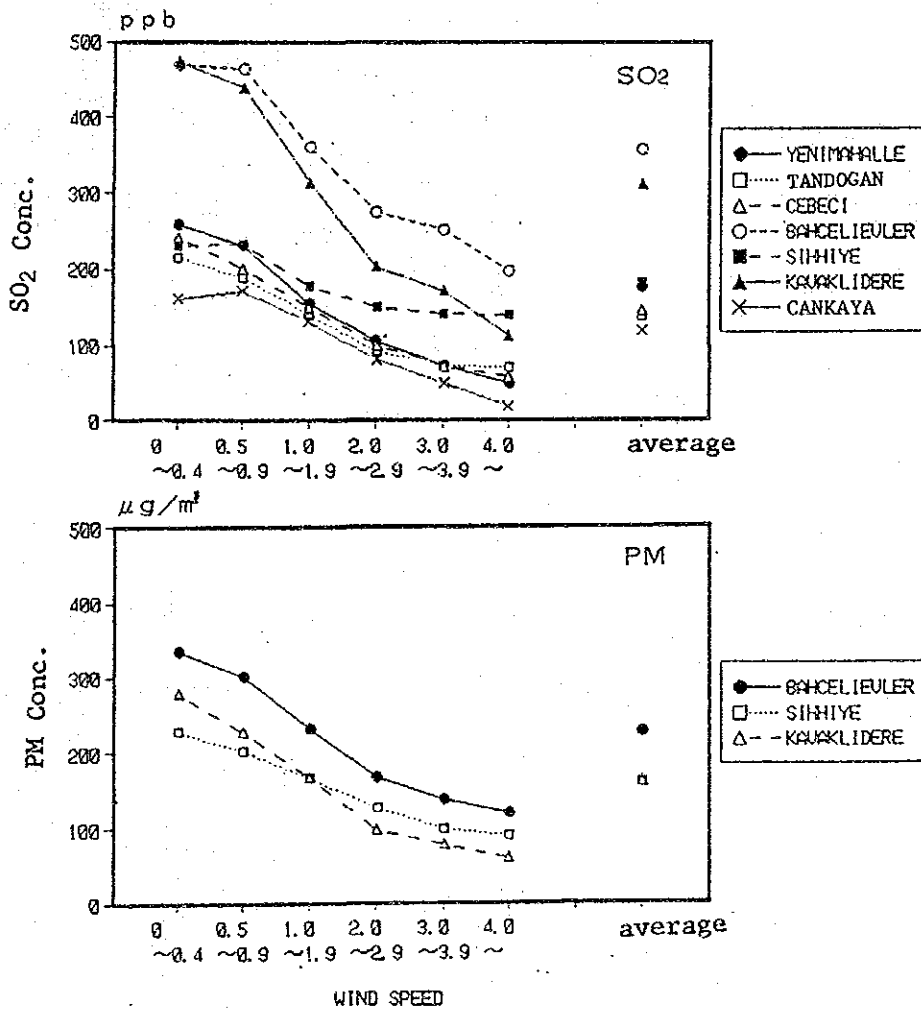 ppb
SO2
500
400
300
200
100
0
SO2 Conc.
YENIMAHALLE
TANDOGAN
CEBECI
BAHCELIEVLER
SIHHIYE
KAVAKLIDERE
CANKAYA
0 0.5 1.0 2.0 3.0 4.0 average
~0.4 ~0.9 ~1.9 ~2.9 ~3.9 ~
μg/m³
PM
500
400
300
200
100
0
PM Conc.
BAHCELIEVLER
SIHHIYE
KAVAKLIDERE
0 0.5 1.0 2.0 3.0 4.0 average
~0.4 ~0.9 ~1.9 ~2.9 ~3.9 ~
WIND SPEED